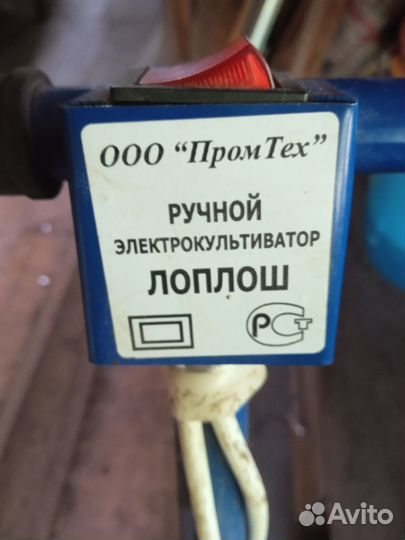 ООО “ПромТех”
РУЧНОЙ
ЭЛЕКТРОКУЛЬТИВАТОР
ЛОПЛОШ
РСТ
Avito